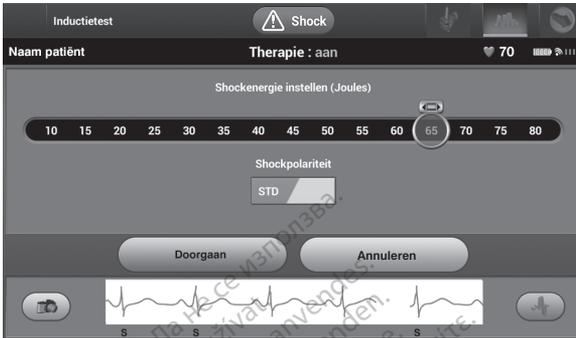 Inductietest
Shock
Naam patiënt
Therapie : aan
70
Shockenergie instellen (Joules)
10 15 20 25 30 35 40 45 50 55 60 65 70 75 80
Shockpolariteit
STD
Doorgaan
Annuleren
S S S